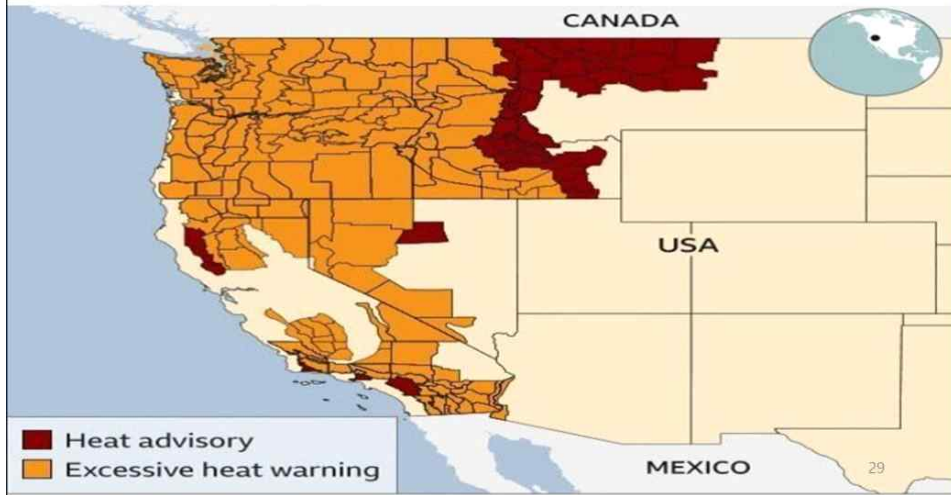 CANADA
USA
Heat advisory
Excessive heat warning
MEXICO
29